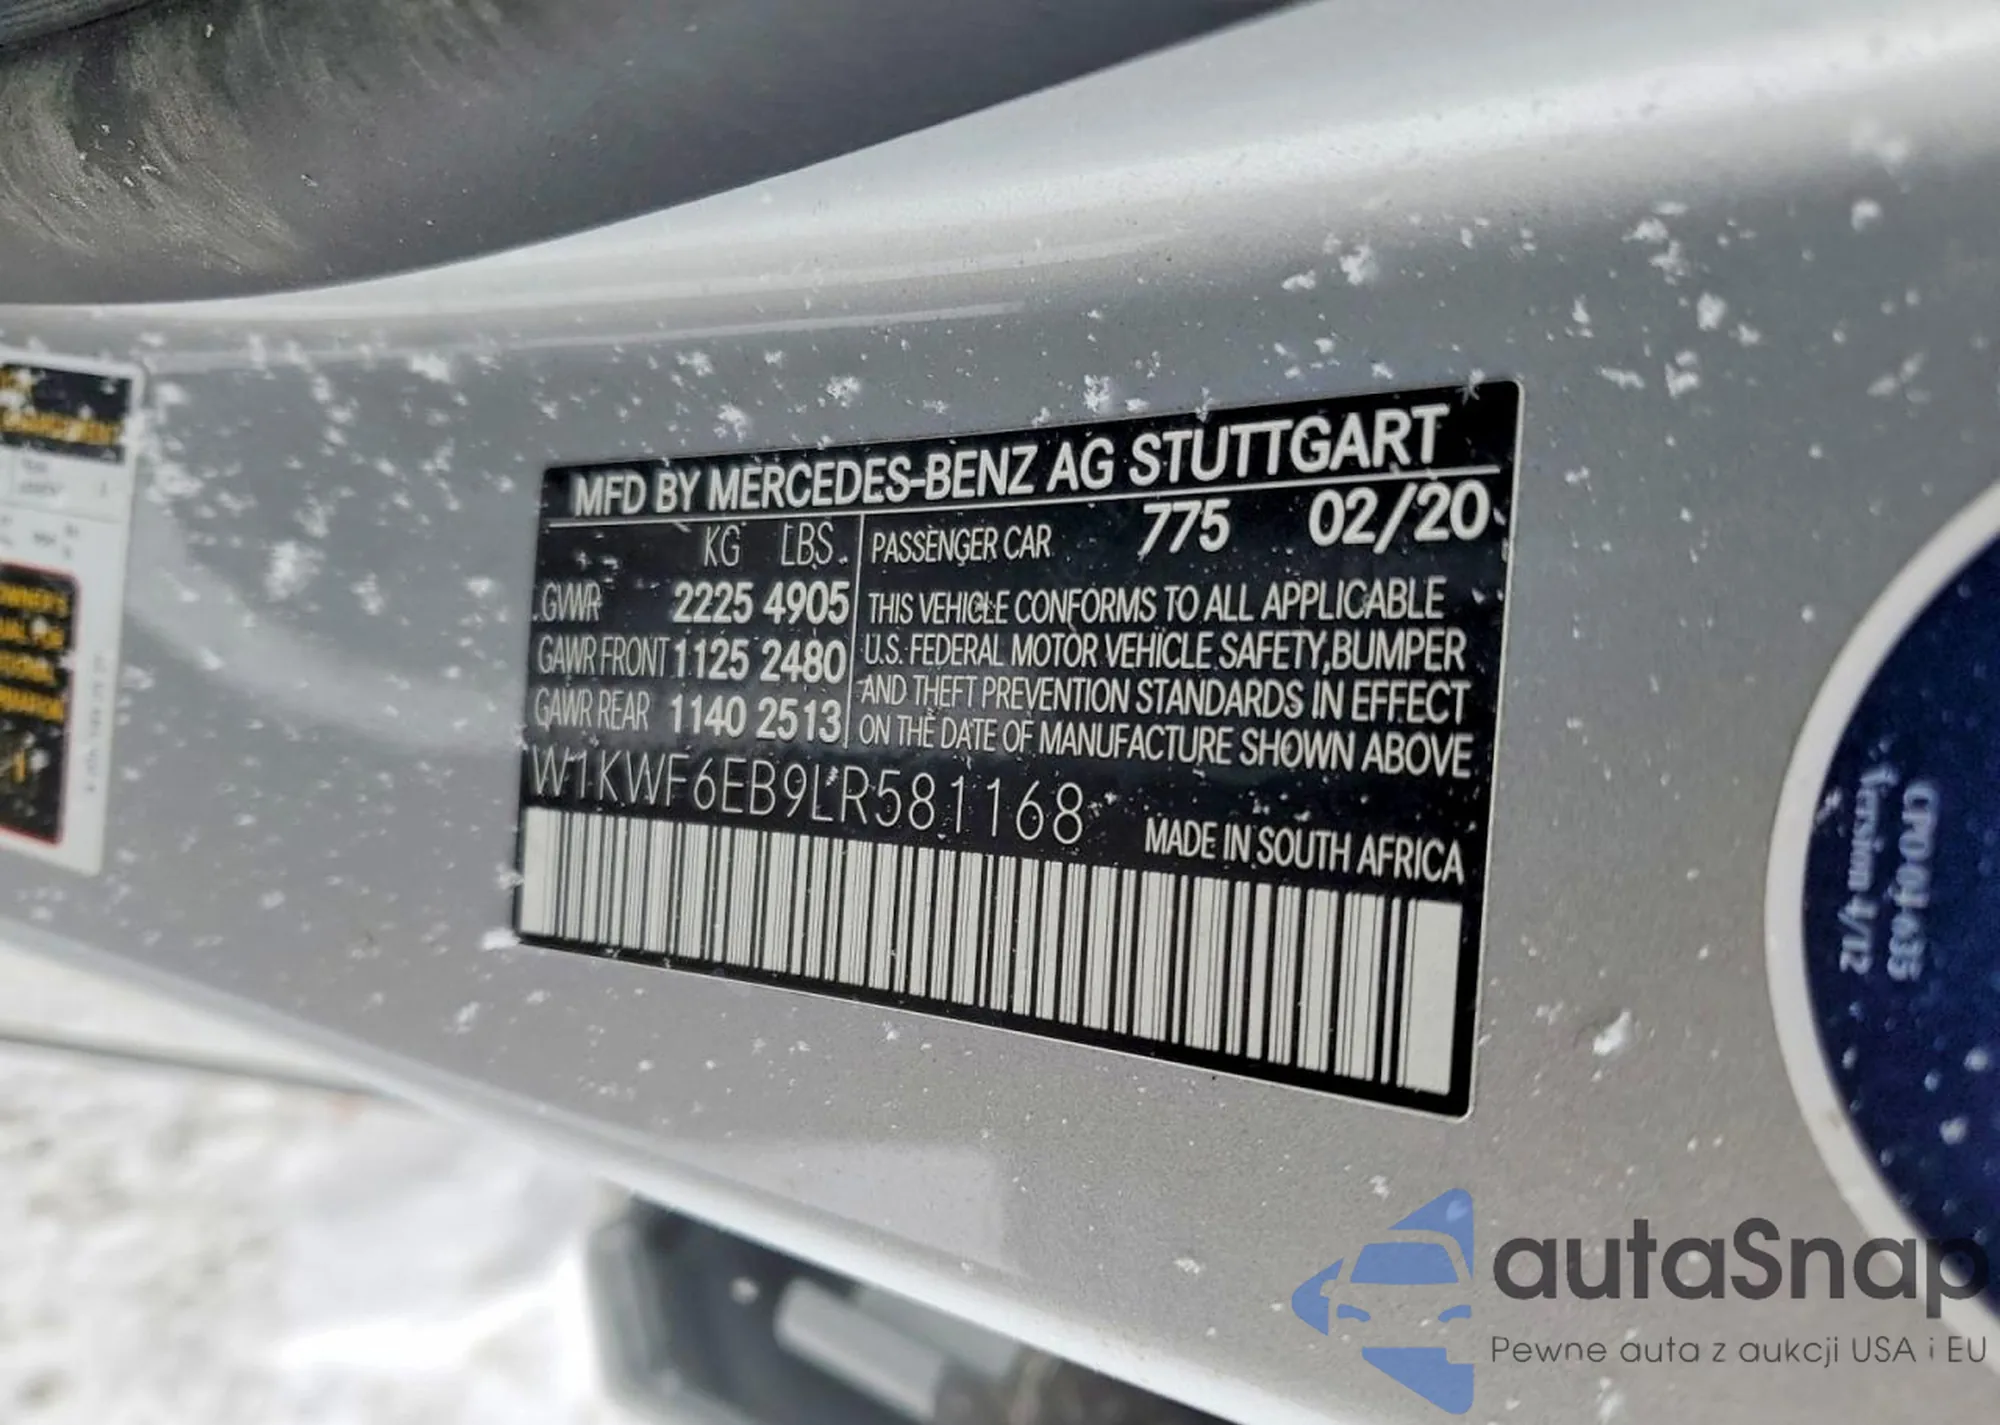 MFD BY MERCEDES-BENZ AG STUTTGART
KG LBS
GVWR 2225 4905
GAWR FRONT 1125 2480
GAWR REAR 1140 2513
PASSENGER CAR 775 02/20
THIS VEHICLE CONFORMS TO ALL APPLICABLE
U.S. FEDERAL MOTOR VEHICLE SAFETY,BUMPER
AND THEFT PREVENTION STANDARDS IN EFFECT
ON THE DATE OF MANUFACTURE SHOWN ABOVE
W1KWF6EB9LR581168
MADE IN SOUTH AFRICA
Version 4/12
autaSnap
Pewne auta z aukcji USA i EU